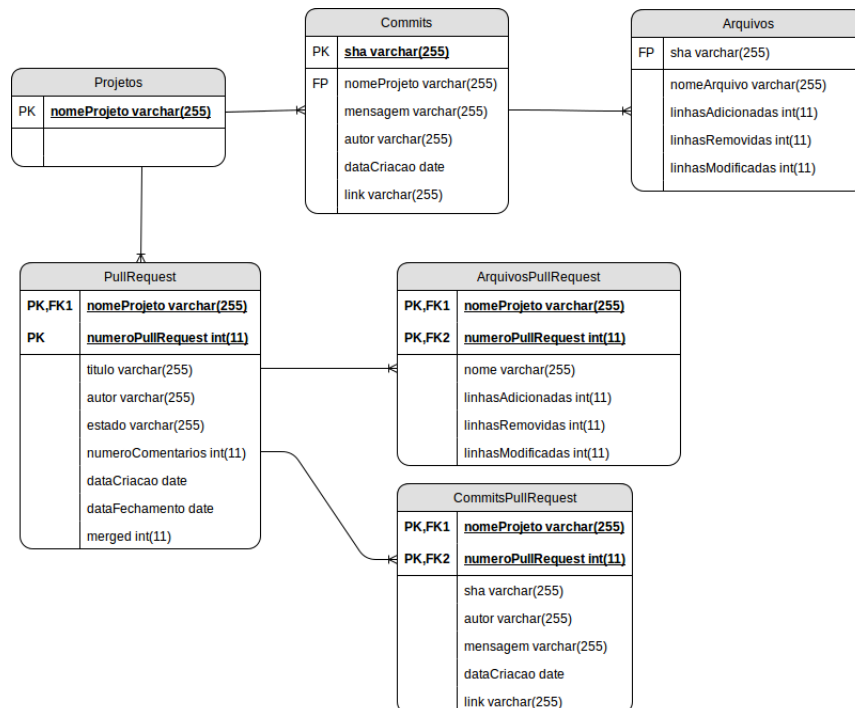 Projetos
PK nomeProjeto varchar(255)
Commits
PK sha varchar(255)
FP nomeProjeto varchar(255)
mensagem varchar(255)
autor varchar(255)
dataCriacao date
link varchar(255)
Arquivos
FP sha varchar(255)
nomeArquivo varchar(255)
linhasAdicionadas int(11)
linhasRemovidas int(11)
linhasModificadas int(11)
PullRequest
PK,FK1 nomeProjeto varchar(255)
PK numeroPullRequest int(11)
titulo varchar(255)
autor varchar(255)
estado varchar(255)
numeroComentarios int(11)
dataCriacao date
dataFechamento date
merged int(11)
ArquivosPullRequest
PK,FK1 nomeProjeto varchar(255)
PK,FK2 numeroPullRequest int(11)
nome varchar(255)
linhasAdicionadas int(11)
linhasRemovidas int(11)
linhasModificadas int(11)
CommitsPullRequest
PK,FK1 nomeProjeto varchar(255)
PK,FK2 numeroPullRequest int(11)
sha varchar(255)
autor varchar(255)
mensagem varchar(255)
dataCriacao date
link varchar(255)